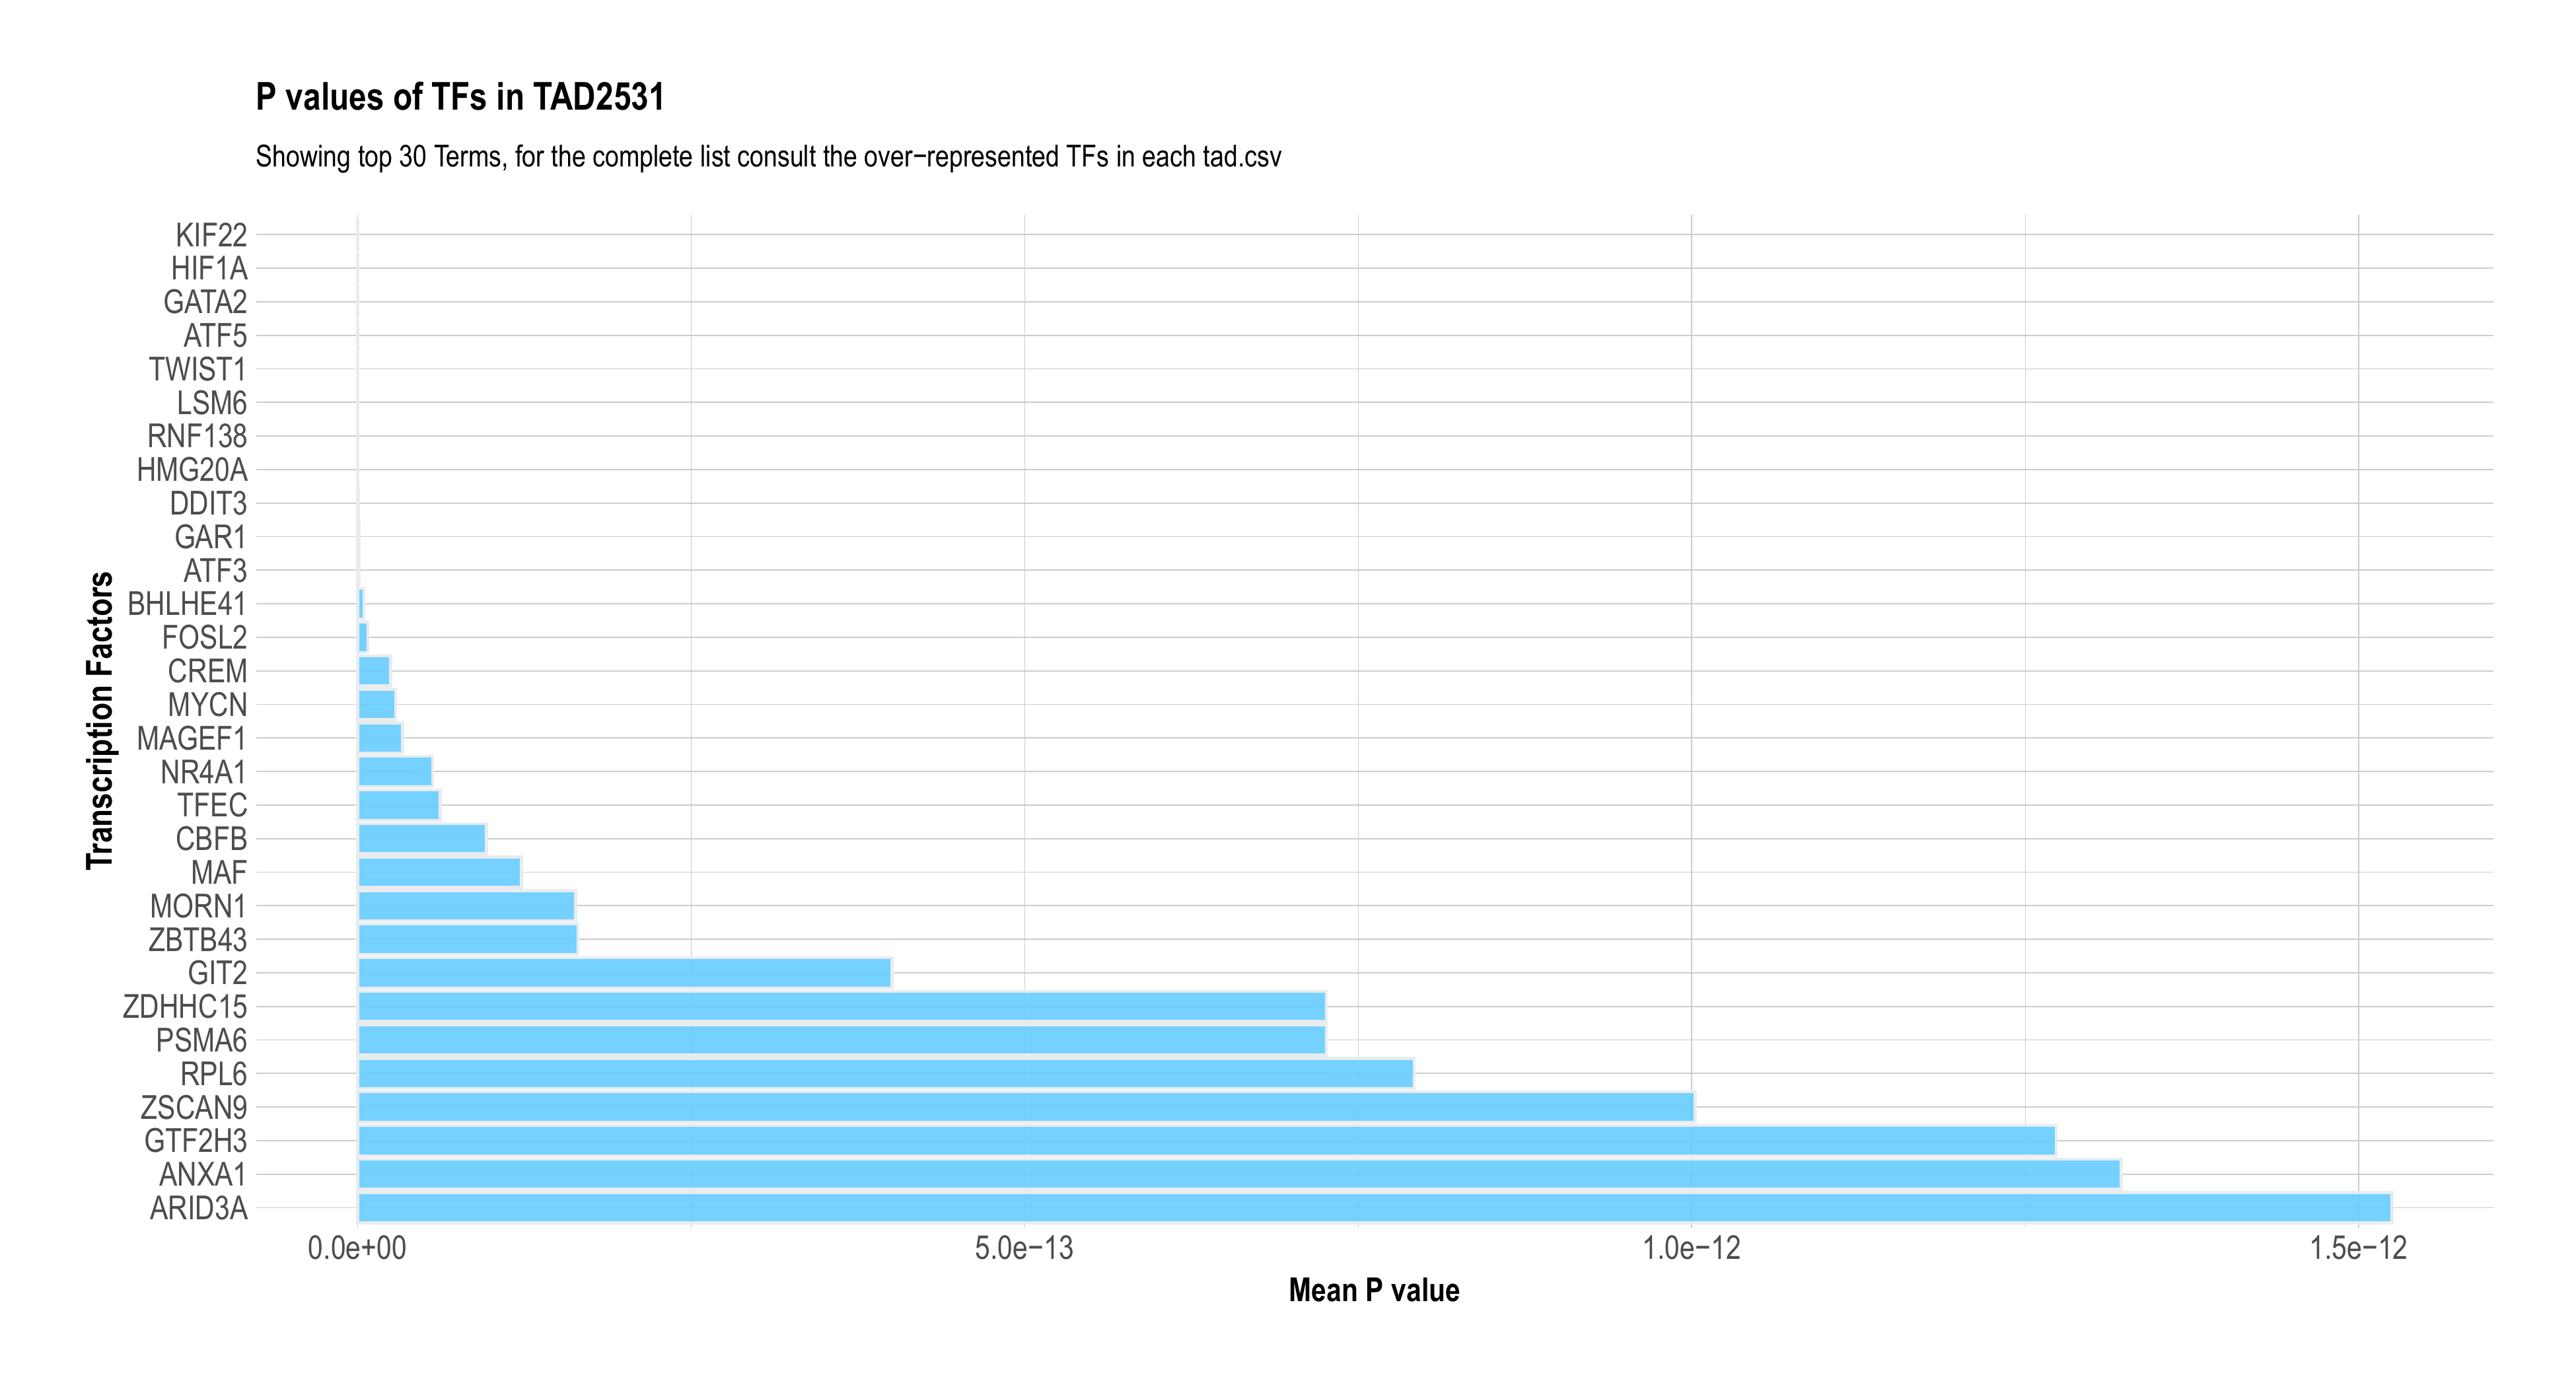 P values of TFs in TAD2531
Showing top 30 Terms, for the complete list consult the over−represented TFs in each tad.csv
Transcription Factors
KIF22
HIF1A
GATA2
ATF5
TWIST1
LSM6
RNF138
HMG20A
DDIT3
GAR1
ATF3
BHLHE41
FOSL2
CREM
MYCN
MAGEF1
NR4A1
TFEC
CBFB
MAF
MORN1
ZBTB43
GIT2
ZDHHC15
PSMA6
RPL6
ZSCAN9
GTF2H3
ANXA1
ARID3A
0.0e+00 5.0e−13 1.0e−12 1.5e−12
Mean P value